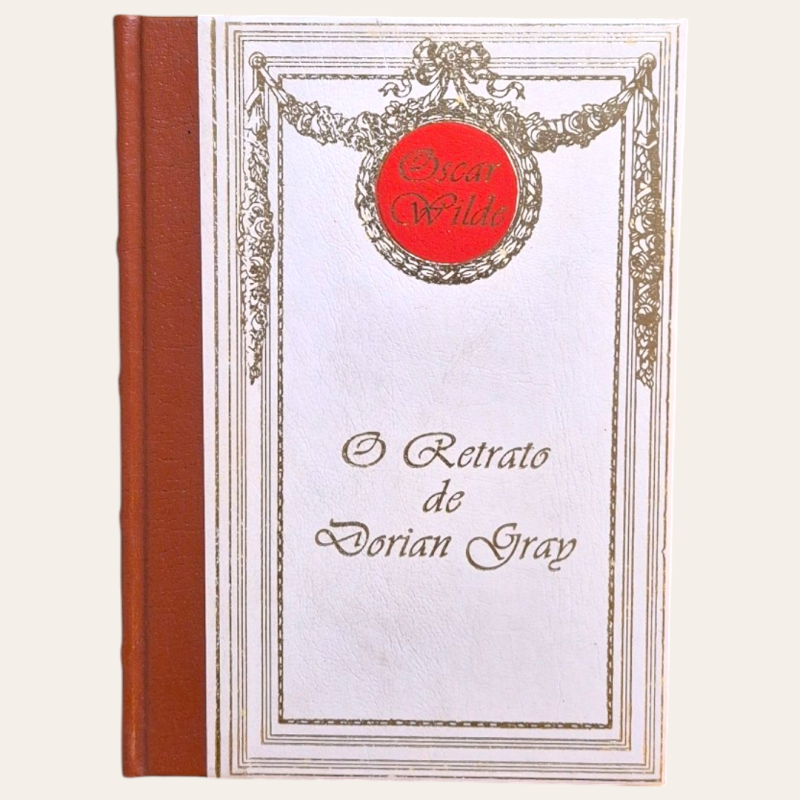 Oscar
Wilde
O Retrato
de
Dorian Gray